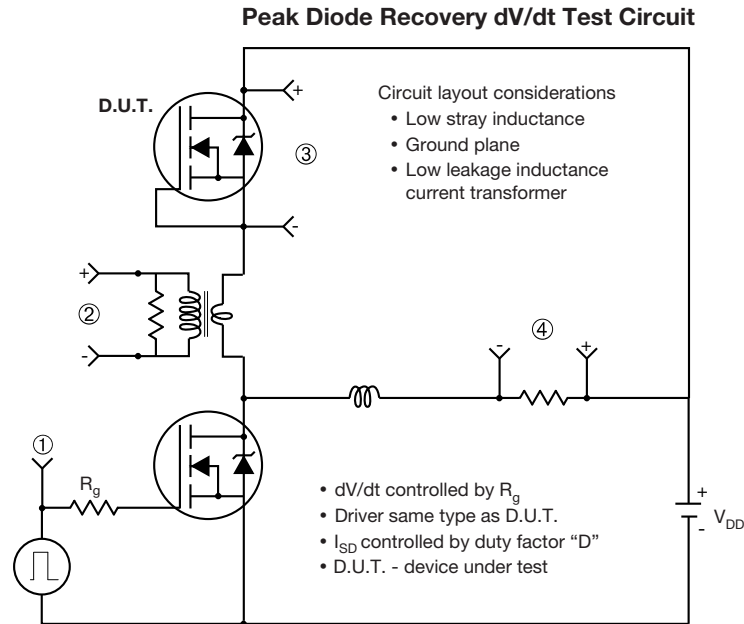 Peak Diode Recovery dV/dt Test Circuit
D.U.T.
+
③
-
Circuit layout considerations
• Low stray inductance
• Ground plane
• Low leakage inductance
current transformer
+
②
-
-
④
+
①
Rg
• dV/dt controlled by Rg
• Driver same type as D.U.T.
• ISD controlled by duty factor “D”
• D.U.T. - device under test
+
-
VDD